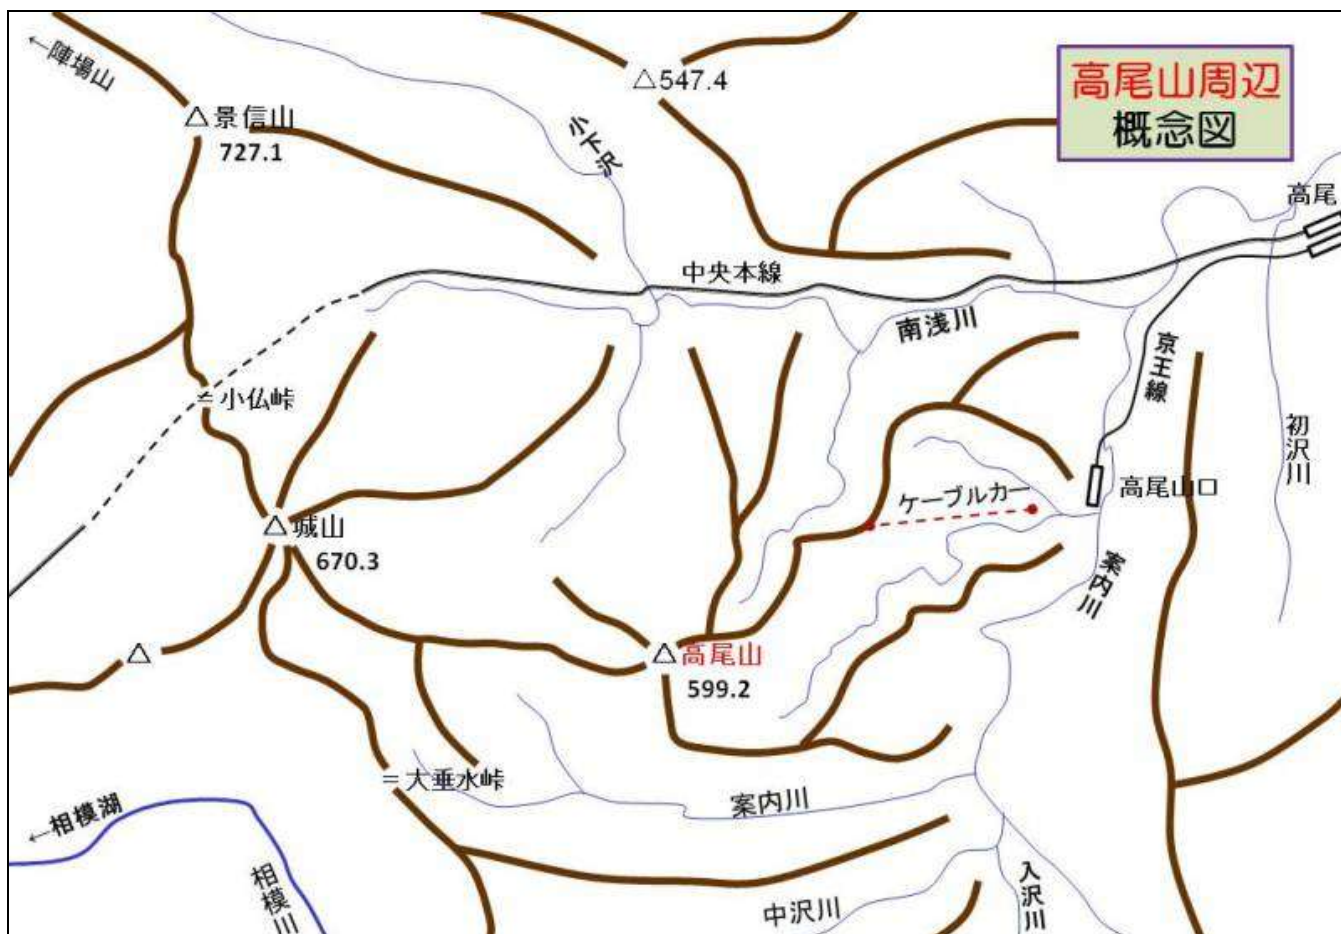 ←陣場山
△547.4
高尾山周辺
概念図
△景信山
727.1
小下沢
高尾
中央本線
南浅川
京王線
=小仏峠
初沢川
ケーブルカー
高尾山口
△城山
670.3
案内川
△
△高尾山
599.2
=大垂水峠
案内川
←相模湖
相模川
中沢川
入沢川